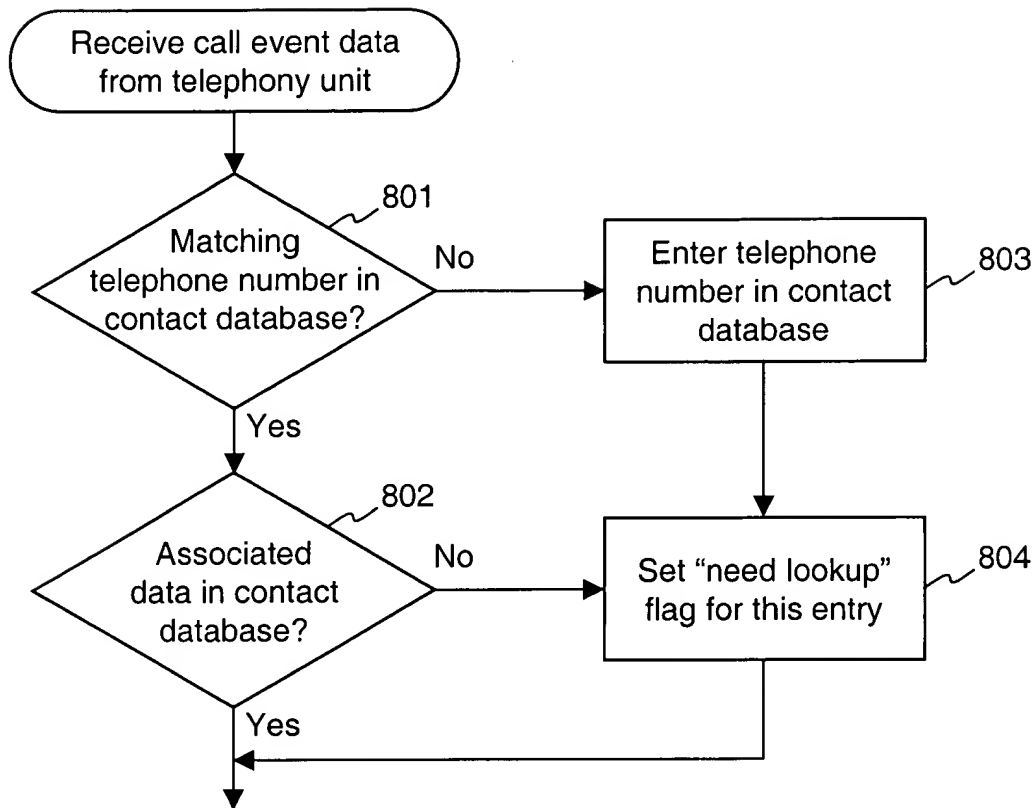 Receive call event data
from telephony unit
801
Matching
telephone number in
contact database?
No
Enter telephone
number in contact
database
803
Yes
802
Associated
data in contact
database?
No
Set “need lookup”
flag for this entry
804
Yes